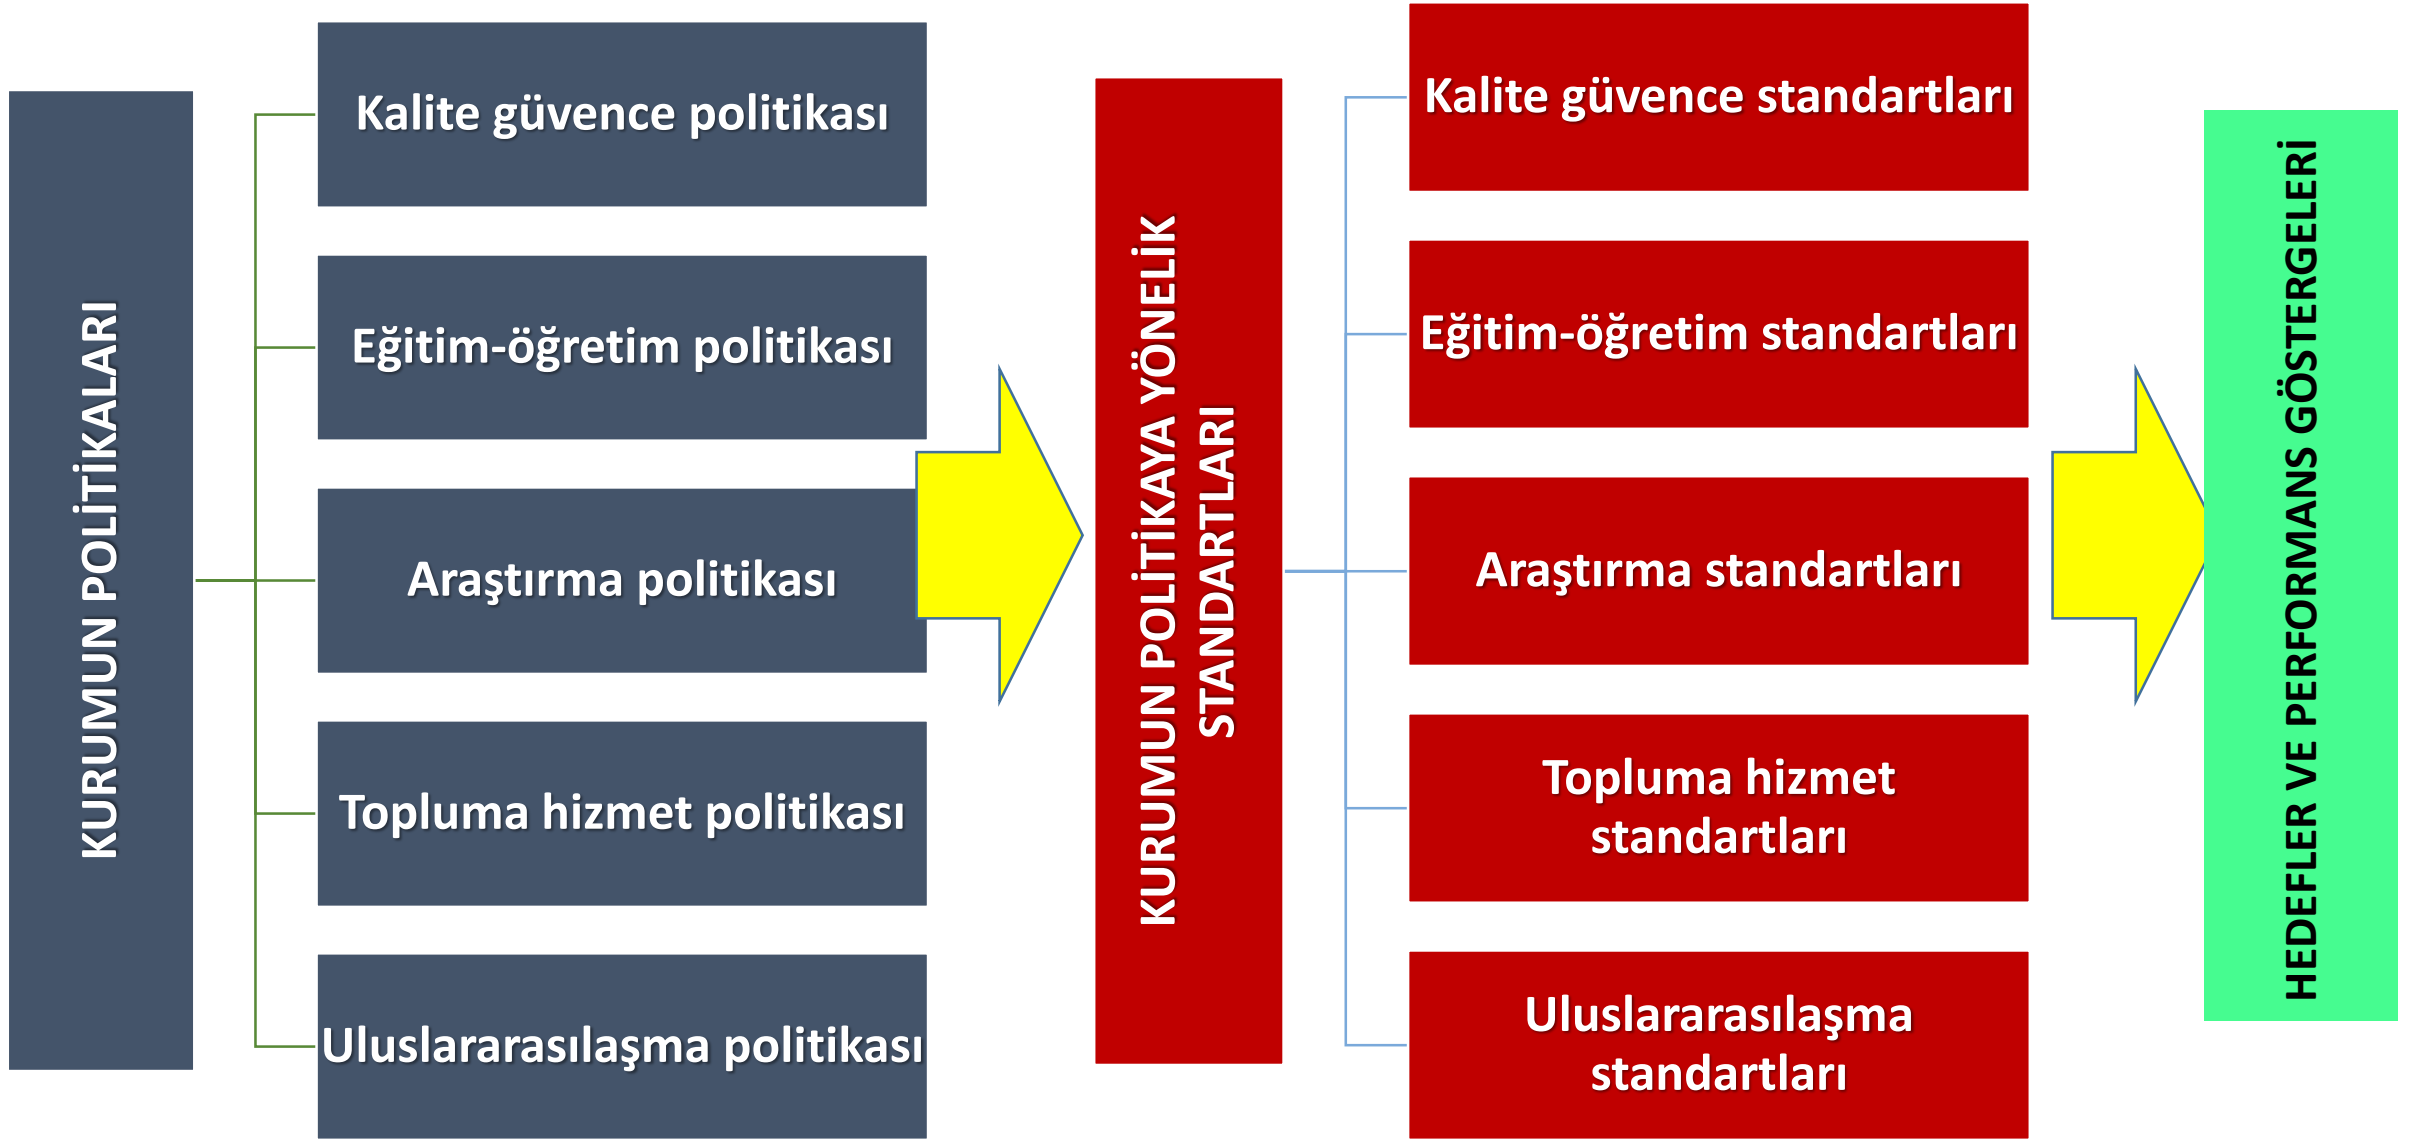 KURUMUN POLİTİKALARI
Kalite güvence politikası
Eğitim-öğretim politikası
Araştırma politikası
Topluma hizmet politikası
Uluslararasılaşma politikası
KURUMUN POLİTİKAYA YÖNELİK
STANDARTLARI
Kalite güvence standartları
Eğitim-öğretim standartları
Araştırma standartları
Topluma hizmet
standartları
Uluslararasılaşma
standartları
HEDEFLER VE PERFORMANS GÖSTERGELERİ